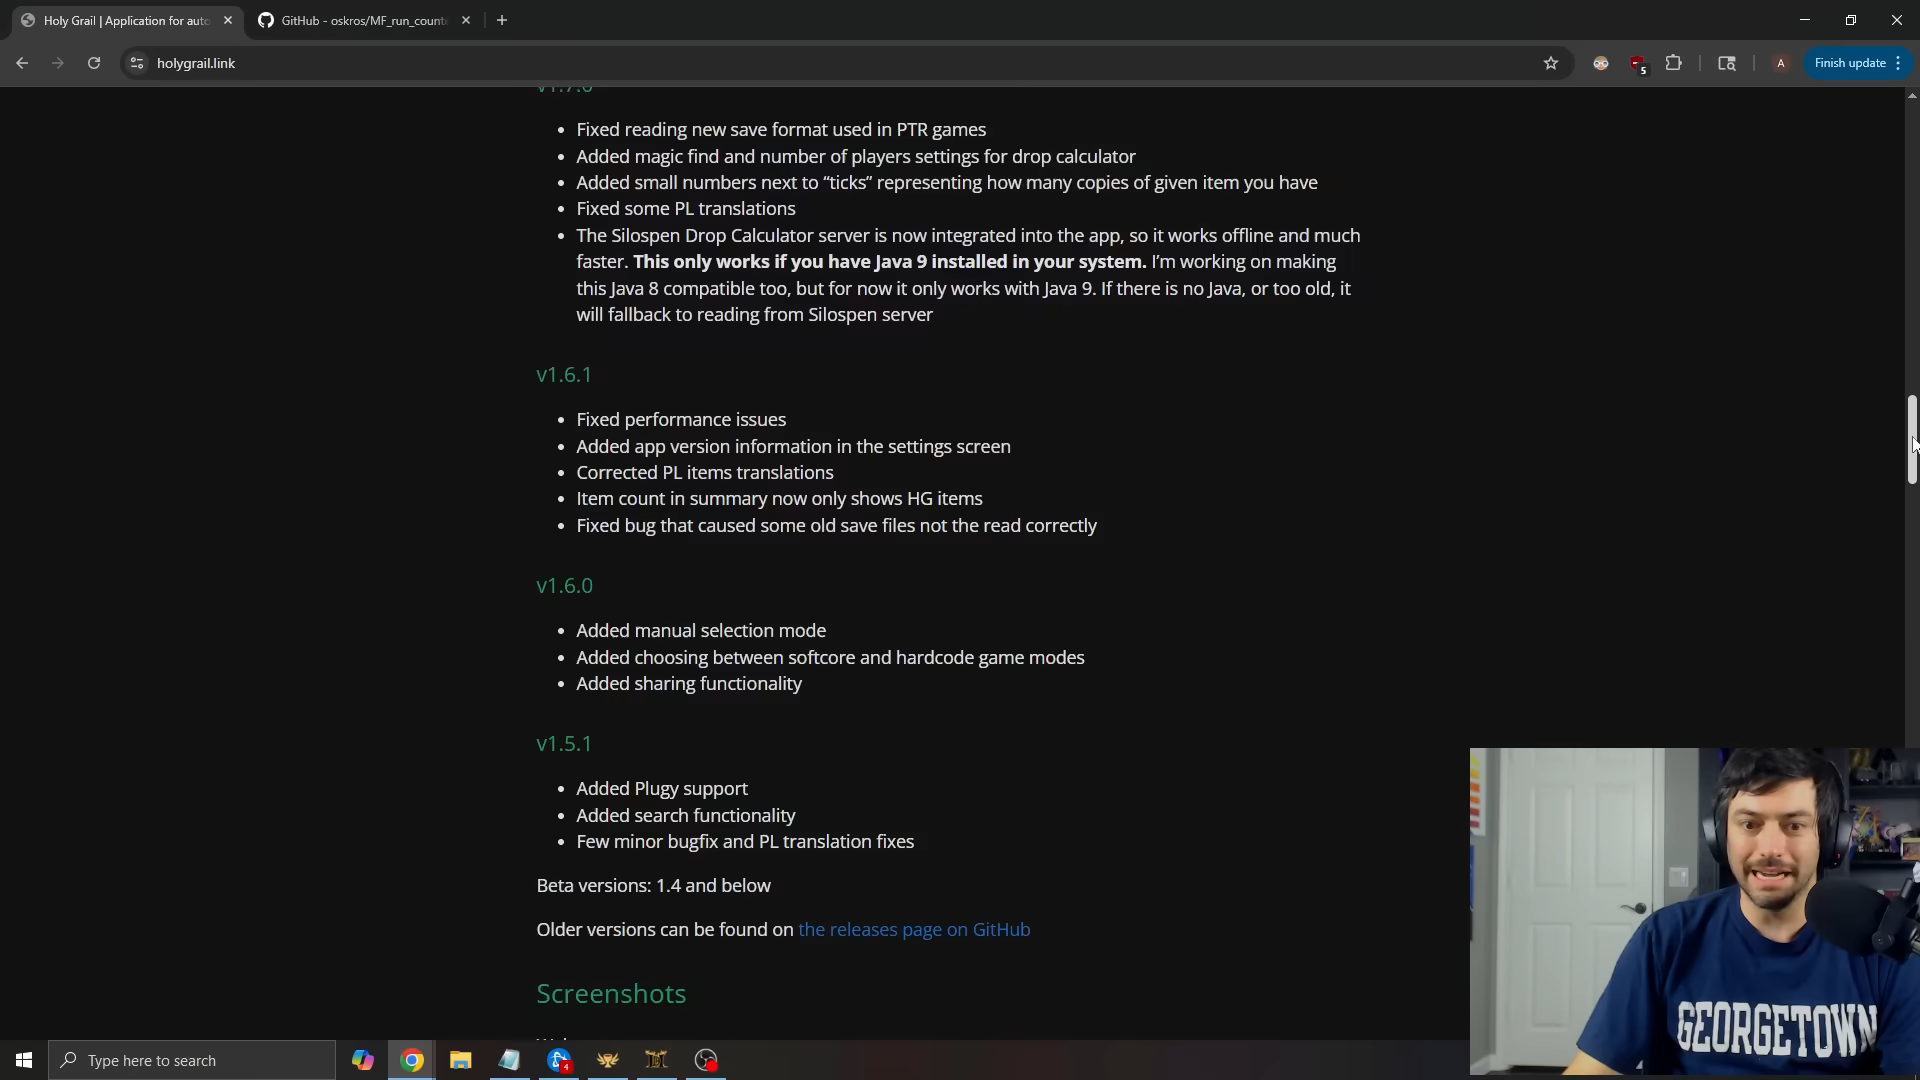 Holy Grail | Application for auto
GitHub - oskros/MF_run_count
holygrail.link
5
A
Finish update
v1.7.0
• Fixed reading new save format used in PTR games
• Added magic find and number of players settings for drop calculator
• Added small numbers next to “ticks” representing how many copies of given item you have
• Fixed some PL translations
• The Silospen Drop Calculator server is now integrated into the app, so it works offline and much
faster. This only works if you have Java 9 installed in your system. I’m working on making
this Java 8 compatible too, but for now it only works with Java 9. If there is no Java, or too old, it
will fallback to reading from Silospen server
v1.6.1
• Fixed performance issues
• Added app version information in the settings screen
• Corrected PL items translations
• Item count in summary now only shows HG items
• Fixed bug that caused some old save files not the read correctly
v1.6.0
• Added manual selection mode
• Added choosing between softcore and hardcode game modes
• Added sharing functionality
v1.5.1
• Added Plugy support
• Added search functionality
• Few minor bugfix and PL translation fixes
Beta versions: 1.4 and below
Older versions can be found on the releases page on GitHub
Screenshots
GEORGETOWN
Type here to search
4